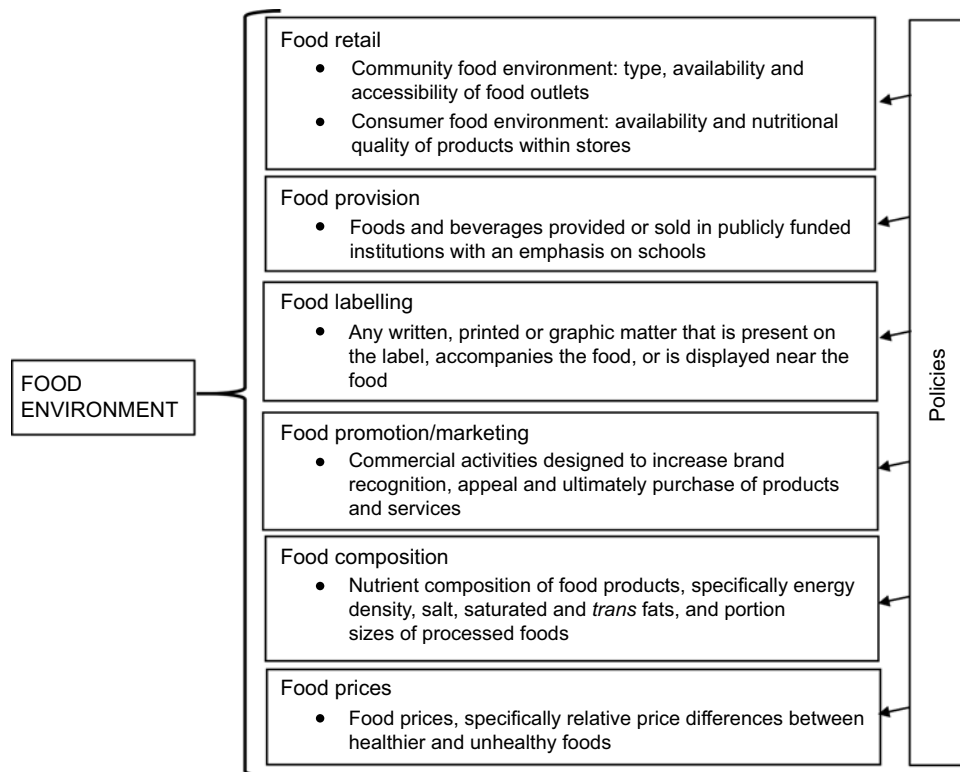 Food retail
• Community food environment: type, availability and
accessibility of food outlets
• Consumer food environment: availability and nutritional
quality of products within stores
Food provision
• Foods and beverages provided or sold in publicly funded
institutions with an emphasis on schools
Food labelling
• Any written, printed or graphic matter that is present on
the label, accompanies the food, or is displayed near the
food
FOOD
ENVIRONMENT
Food promotion/marketing
• Commercial activities designed to increase brand
recognition, appeal and ultimately purchase of products
and services
Food composition
• Nutrient composition of food products, specifically energy
density, salt, saturated and trans fats, and portion
sizes of processed foods
Food prices
• Food prices, specifically relative price differences between
healthier and unhealthy foods
Policies